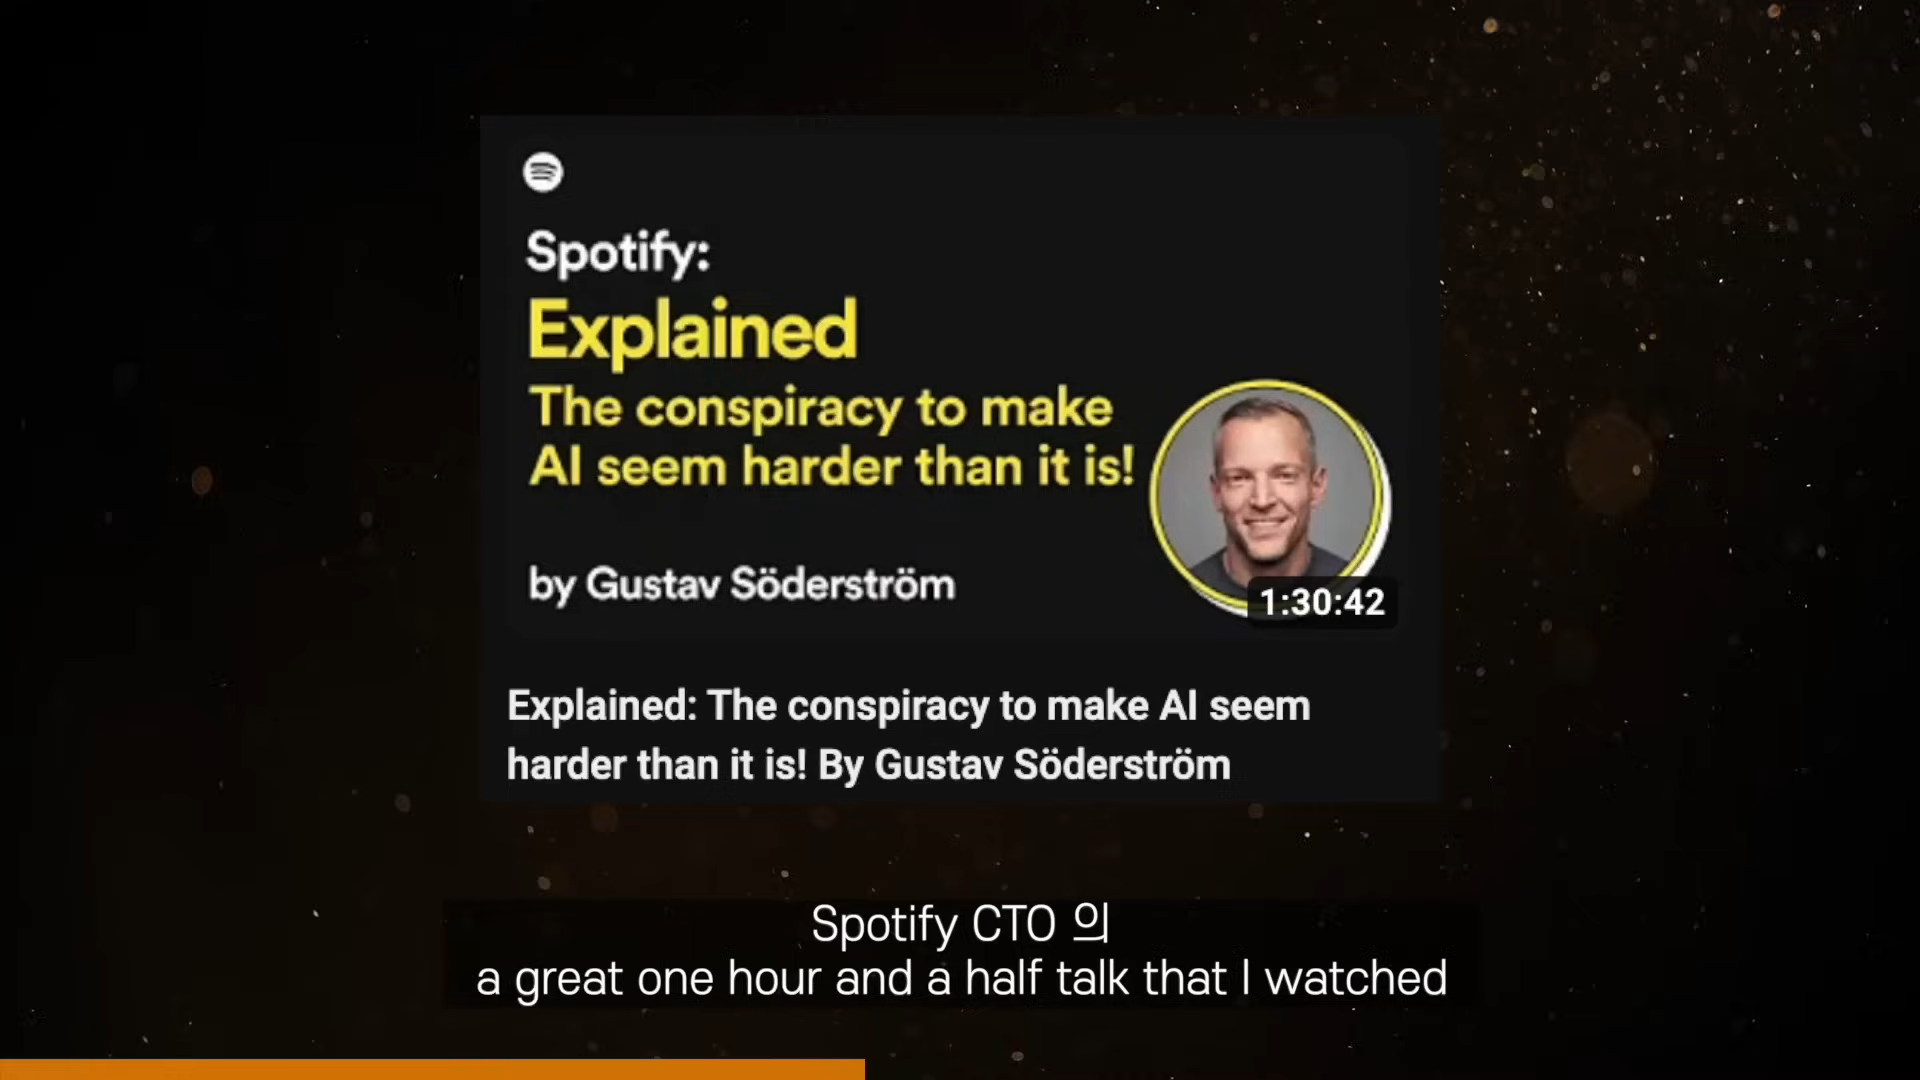 Spotify:
Explained
The conspiracy to make
AI seem harder than it is!
by Gustav Söderström
1:30:42
Explained: The conspiracy to make AI seem
harder than it is! By Gustav Söderström
Spotify CTO 의
a great one hour and a half talk that I watched